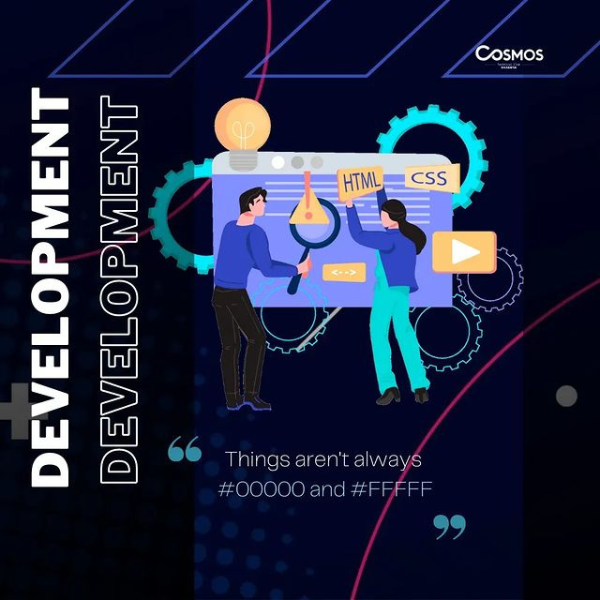 COSMOS
DEVELOPMENT
DEVELOPMENT
HTML
CSS
<-->
“Things aren't always
#00000 and #FFFFF”